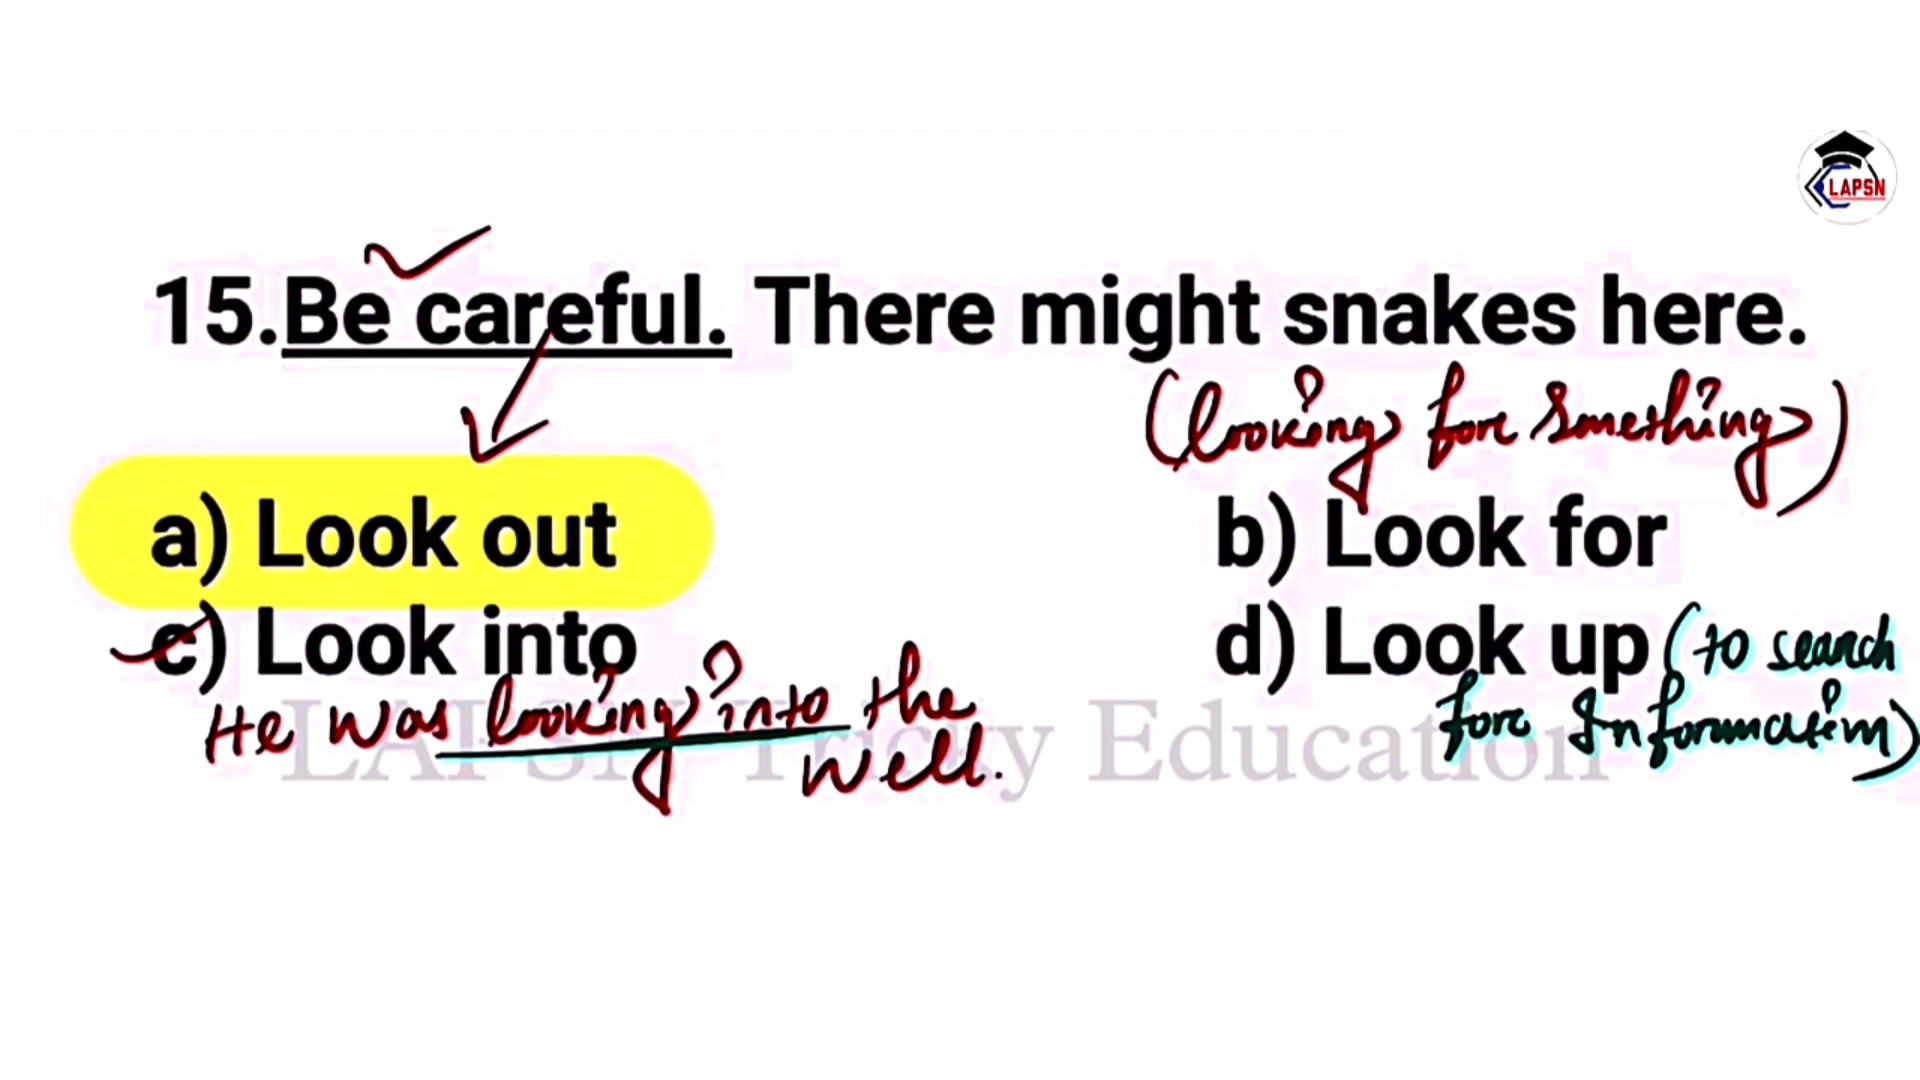 LAPSN
15.Be careful. There might snakes here.
(looking for something)
a) Look out
b) Look for
c) Look into
d) Look up (to search
for Information)
He was looking into the
well.
LAPSN Tricky Education